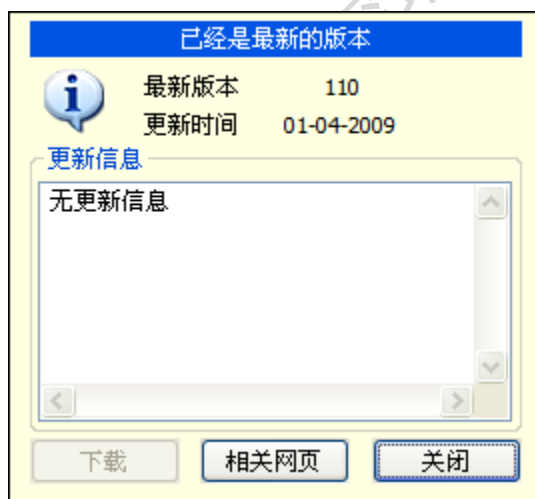 已经是最新的版本
最新版本 110
更新时间 01-04-2009
更新信息
无更新信息
下载 相关网页 关闭